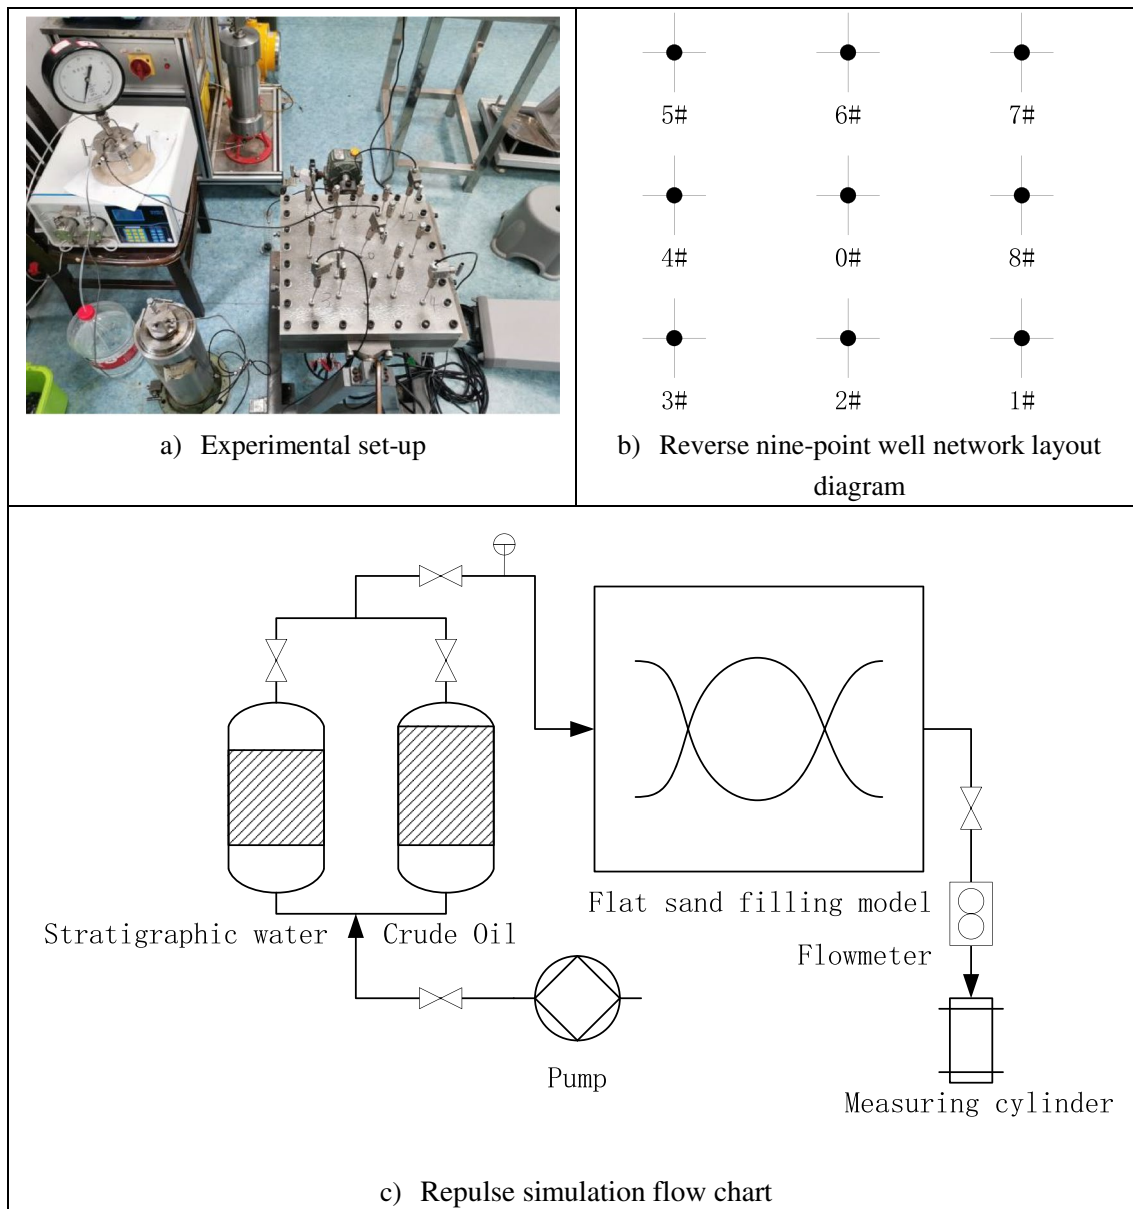 5# 6# 7#
4# 0# 8#
3# 2# 1#
a) Experimental set-up
b) Reverse nine-point well network layout
diagram
Stratigraphic water
Crude Oil
Flat sand filling model
Flowmeter
Pump
Measuring cylinder
c) Repulse simulation flow chart